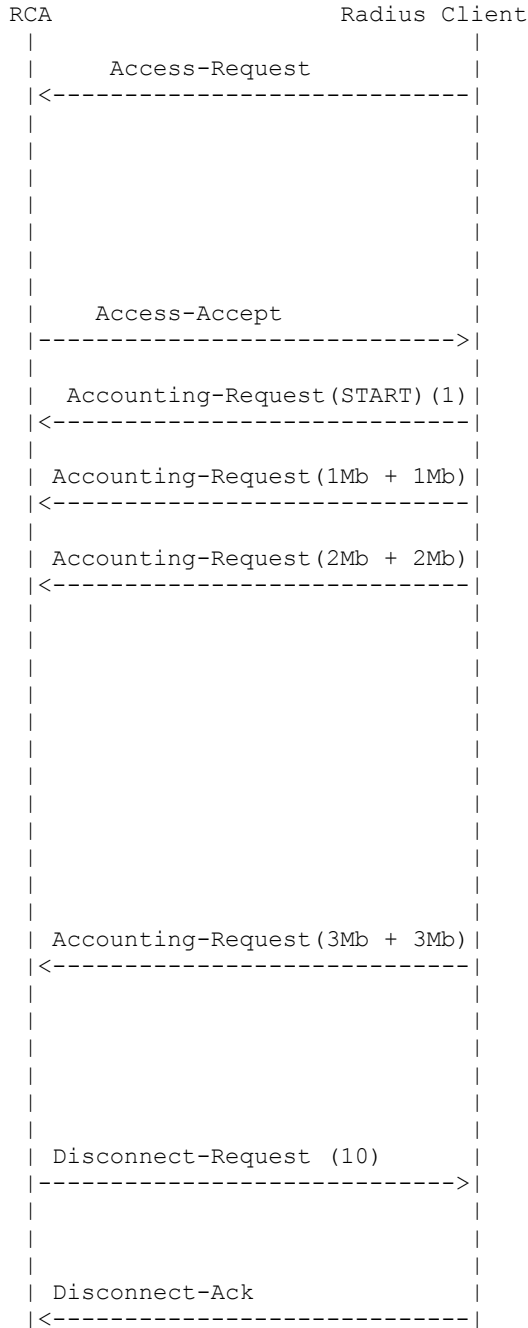 RCA Radius Client
Access-Request
Access-Accept
Accounting-Request(START)(1)
Accounting-Request(1Mb + 1Mb)
Accounting-Request(2Mb + 2Mb)
Accounting-Request(3Mb + 3Mb)
Disconnect-Request (10)
Disconnect-Ack